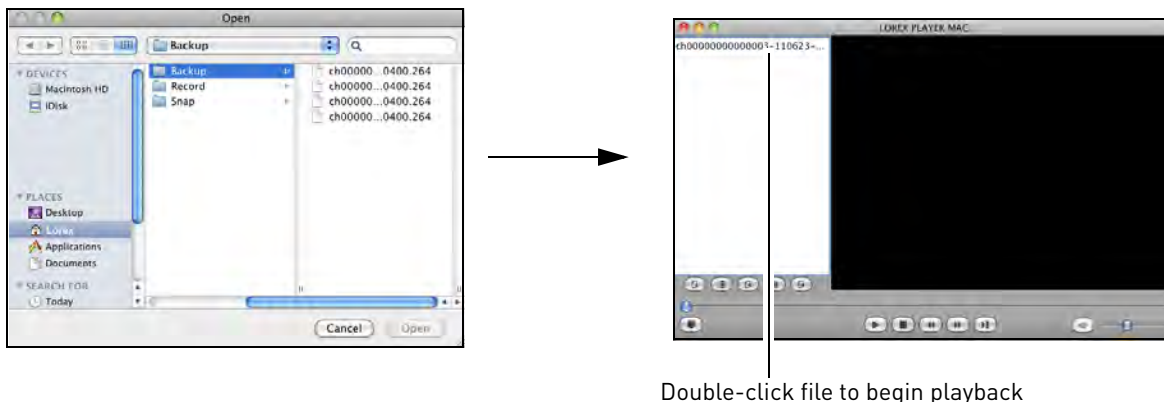 Open
Backup
DEVICES
Macintosh HD
iDisk
PLACES
Desktop
Lorex
Applications
Documents
SEARCH FOR
Today
Backup
Record
Snap
ch00000...0400.264
ch00000...0400.264
ch00000...0400.264
ch00000...0400.264
Cancel
Open
LOREX PLAYER MAC
ch00000000000003-110623-...
Double-click file to begin playback